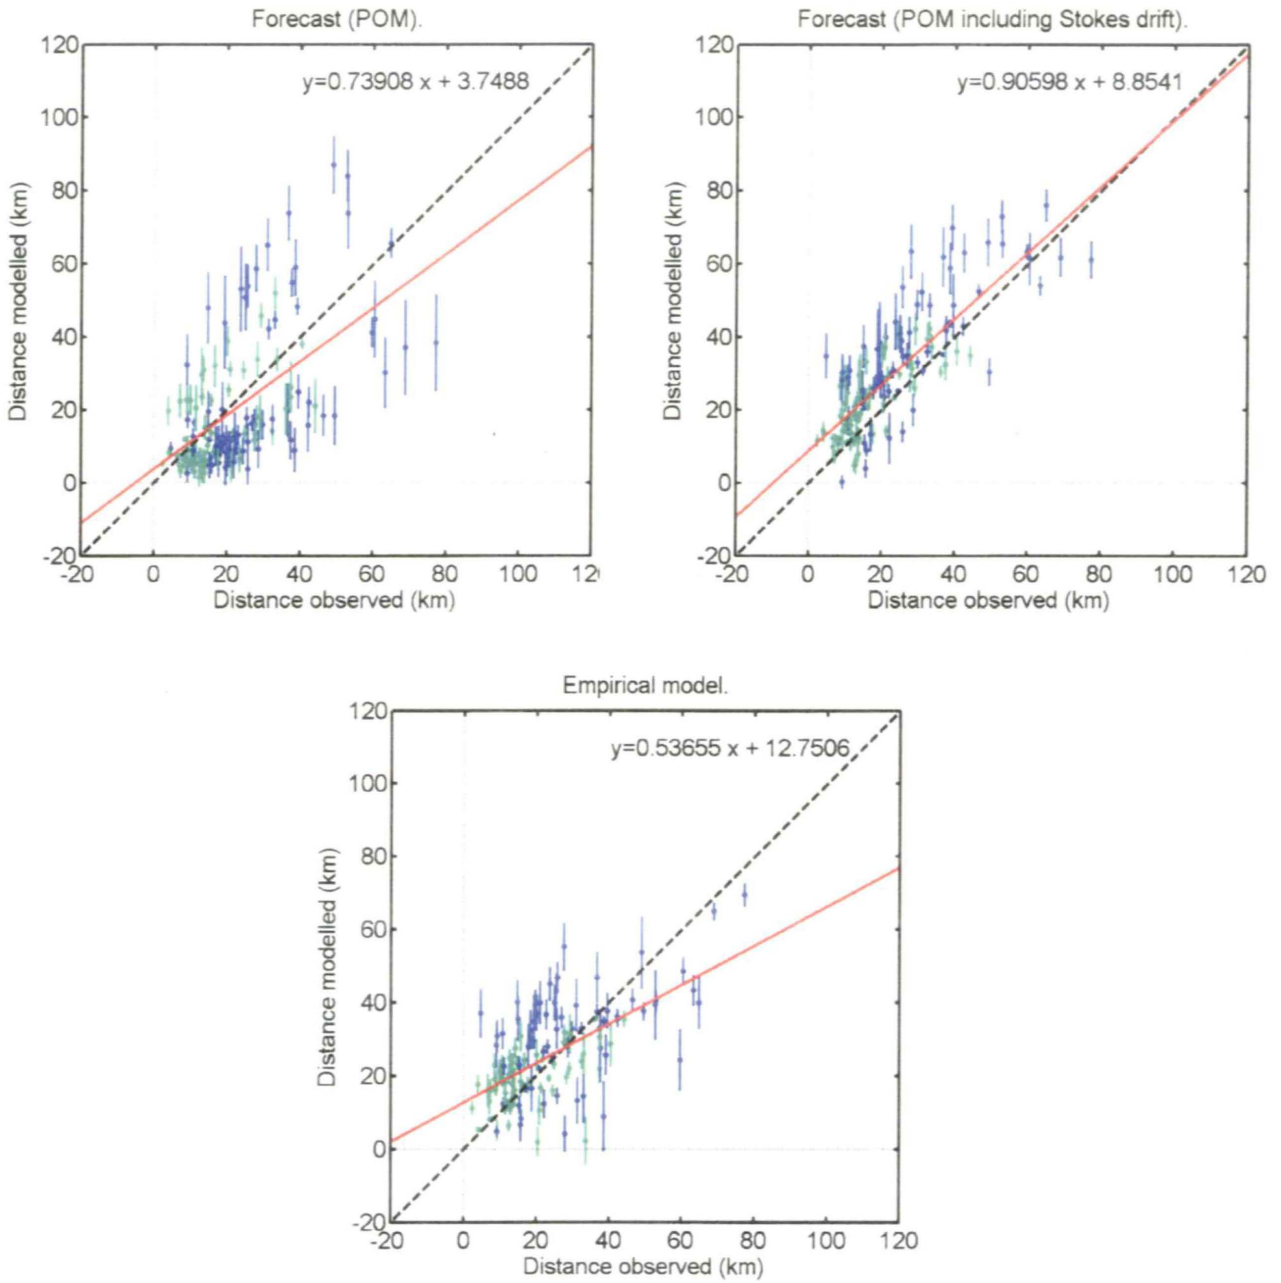 Forecast (POM).
y=0.73908 x + 3.7488
120
100
80
60
40
20
0
-20
Distance modelled (km)
-20 0 20 40 60 80 100 12
Distance observed (km)
Forecast (POM including Stokes drift).
y=0.90598 x + 8.8541
120
100
80
60
40
20
0
-20
Distance modelled (km)
-20 0 20 40 60 80 100 120
Distance observed (km)
Empirical model.
y=0.53655 x + 12.7506
120
100
80
60
40
20
0
-20
Distance modelled (km)
-20 0 20 40 60 80 100 120
Distance observed (km)